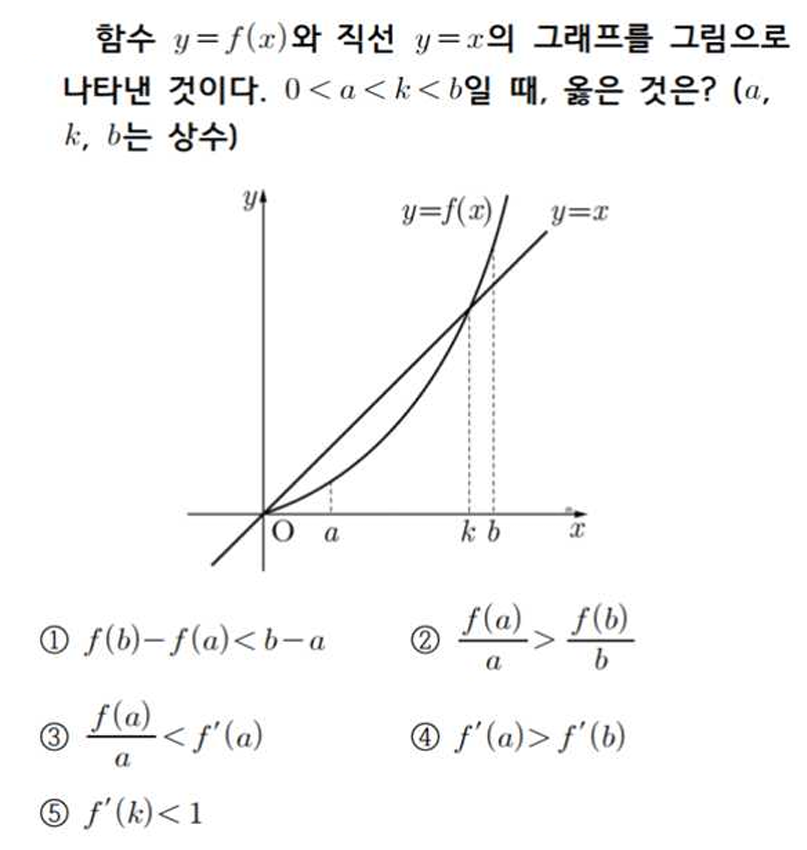 함수 y=f(x)와 직선 y=x의 그래프를 그림으로
나타낸 것이다. 0<a<k<b일 때, 옳은 것은? (a,
k, b는 상수)
y
y=f(x)
y=x
O
a
k
b
x
① f(b)-f(a)<b-a
② f(a)/a > f(b)/b
③ f(a)/a < f'(a)
④ f'(a)>f'(b)
⑤ f'(k)<1